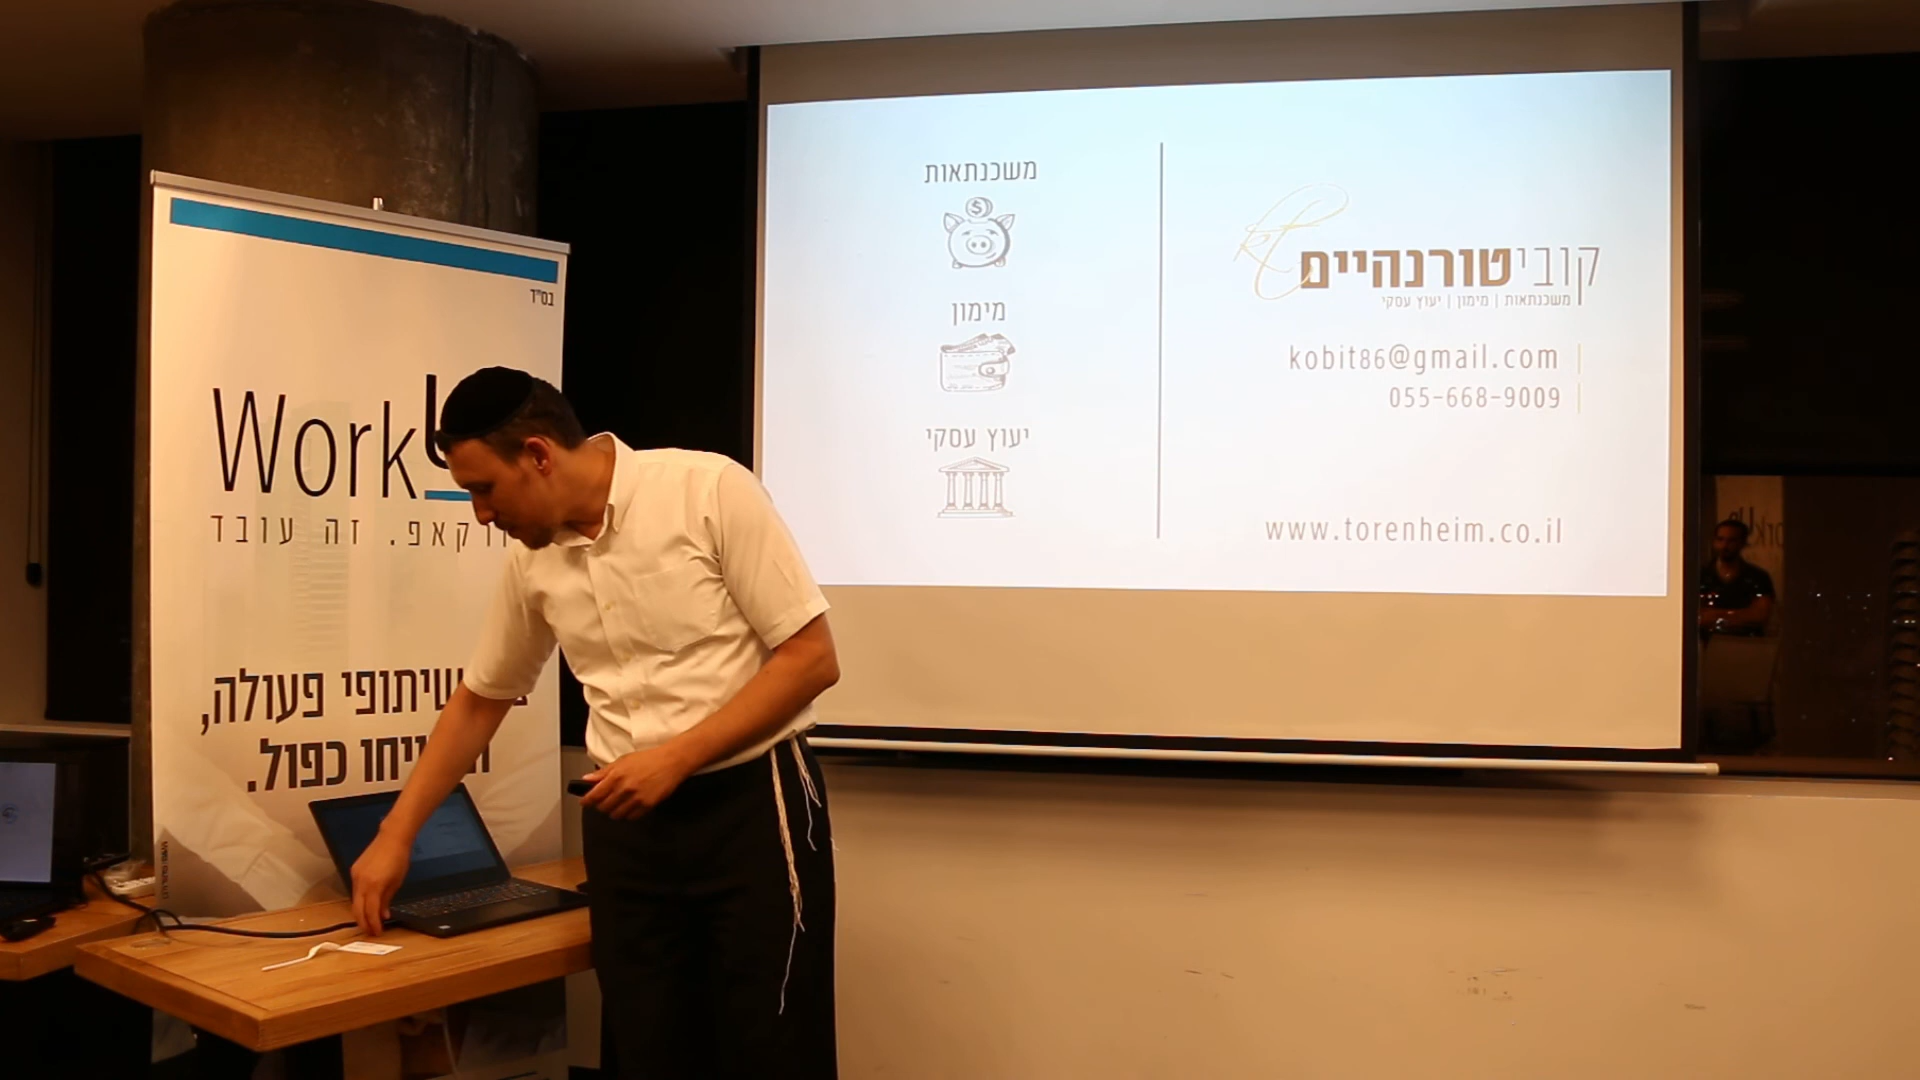 בס"ד
Work
זה עובד
שיתופי פעולה,
כפול.
משכנתאות
מימון
יעוץ עסקי
קובי טורנהיים
משכנתאות | מימון | יעוץ עסקי
kobit86@gmail.com
055-668-9009
www.torenheim.co.il